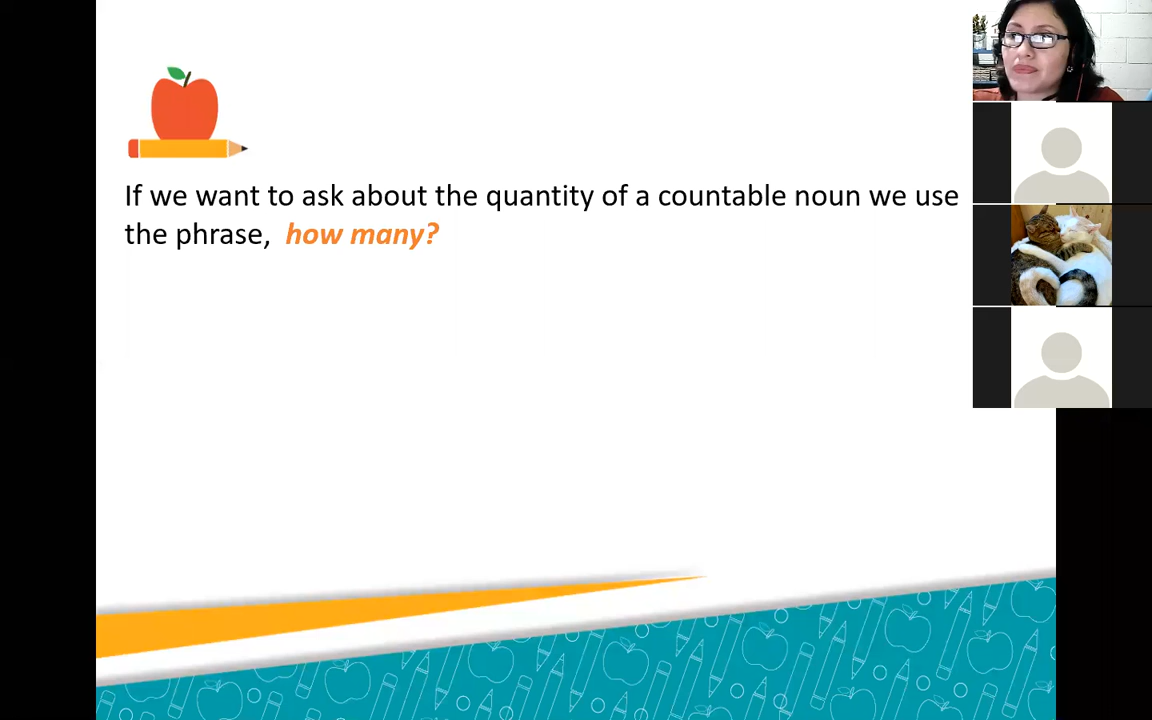 If we want to ask about the quantity of a countable noun we use
the phrase, how many?